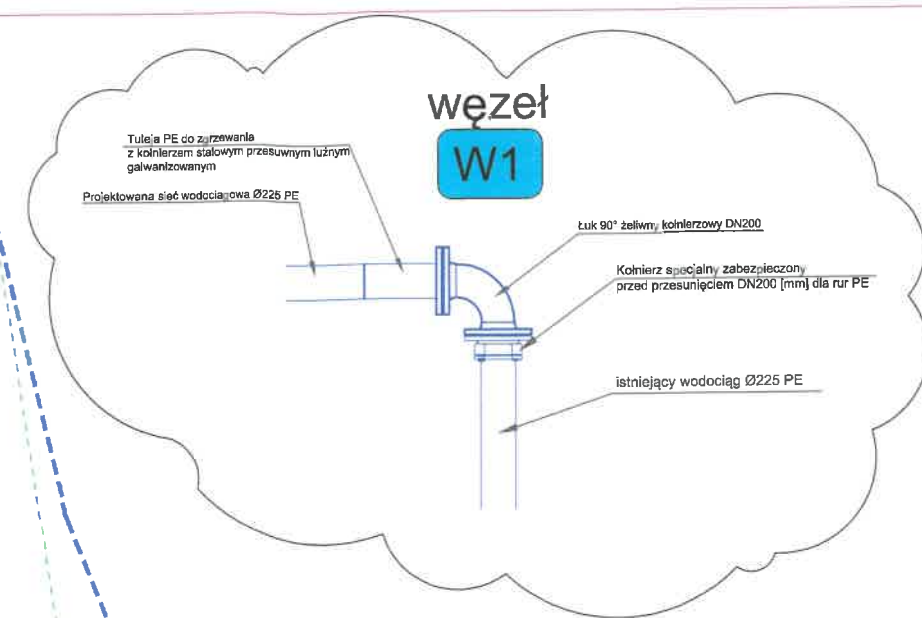 węzeł
W1
Tuleja PE do zgrzewania
z kołnierzem stalowym przesuwnym luźnym
galwanizowanym
Projektowana sieć wodociągowa Ø225 PE
Łuk 90° żeliwny kołnierzowy DN200
Kołnierz specjalny zabezpieczony
przed przesunięciem DN200 [mm] dla rur PE
istniejący wodociąg Ø225 PE